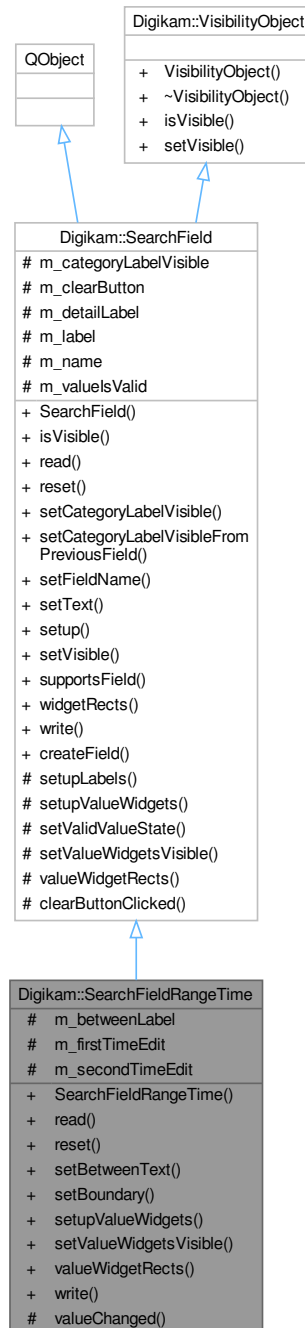 Digikam::VisibilityObject
+ VisibilityObject()
+ ~VisibilityObject()
+ isVisible()
+ setVisible()
QObject
Digikam::SearchField
# m_categoryLabelVisible
# m_clearButton
# m_detailLabel
# m_label
# m_name
# m_valueIsValid
+ SearchField()
+ isVisible()
+ read()
+ reset()
+ setCategoryLabelVisible()
+ setCategoryLabelVisibleFrom
PreviousField()
+ setFieldName()
+ setText()
+ setup()
+ setVisible()
+ supportsField()
+ widgetRects()
+ write()
+ createField()
# setupLabels()
# setupValueWidgets()
# setValidValueState()
# setValueWidgetsVisible()
# valueWidgetRects()
# clearButtonClicked()
Digikam::SearchFieldRangeTime
# m_betweenLabel
# m_firstTimeEdit
# m_secondTimeEdit
+ SearchFieldRangeTime()
+ read()
+ reset()
+ setBetweenText()
+ setBoundary()
+ setupValueWidgets()
+ setValueWidgetsVisible()
+ valueWidgetRects()
+ write()
# valueChanged()